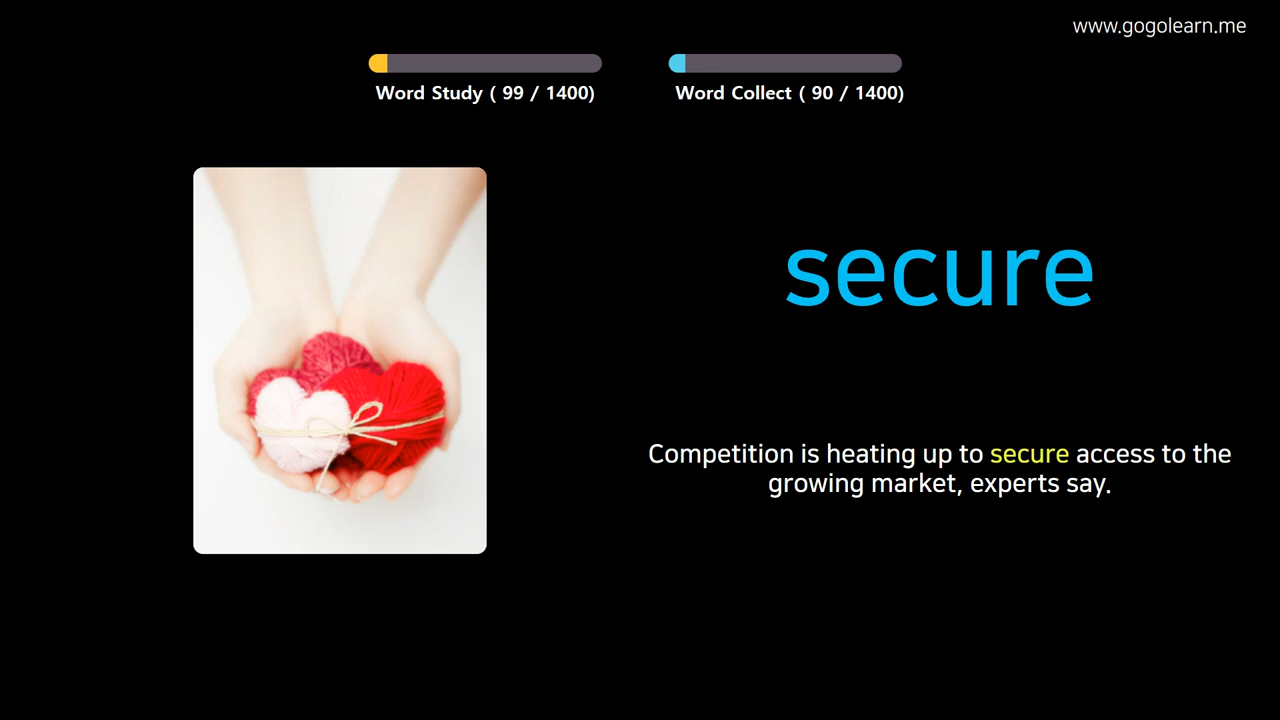 www.gogolearn.me
Word Study ( 99 / 1400)
Word Collect ( 90 / 1400)
secure
Competition is heating up to secure access to the
growing market, experts say.